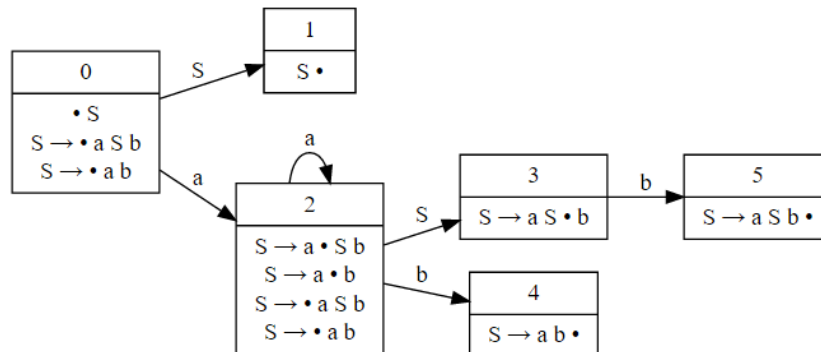 0
• S
S → • a S b
S → • a b
S
1
S •
a
a
2
S → a • S b
S → a • b
S → • a S b
S → • a b
S
3
S → a S • b
b
5
S → a S b •
b
4
S → a b •